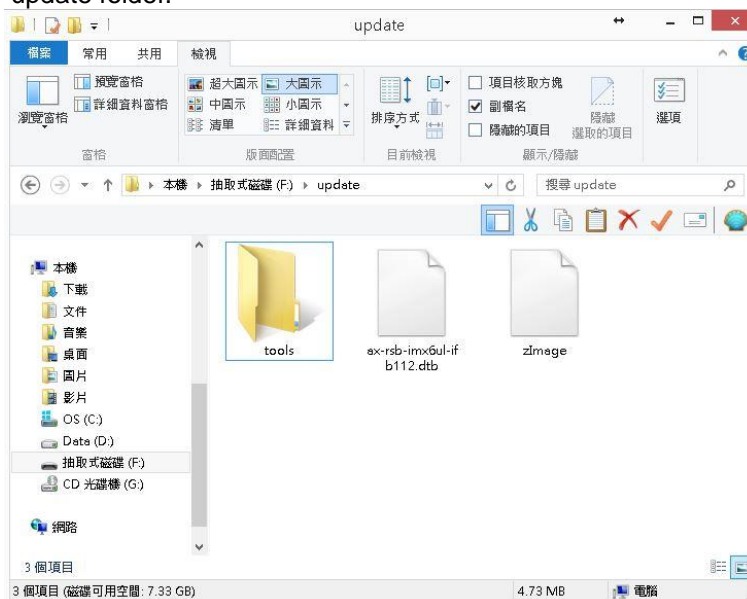 update folder.
update
檔案 常用 共用 檢視
瀏覽窗格
預覽窗格
詳細資料窗格
窗格
超大圖示 大圖示
中圖示 小圖示
清單 詳細資料
版面配置
排序方式
目前檢視
項目核取方塊
副檔名
隱藏的項目
隱藏
選取的項目
顯示/隱藏
選項
本機 抽取式磁碟 (F:) update
搜尋 update
本機
下載
文件
音樂
桌面
圖片
影片
OS (C:)
Data (D:)
抽取式磁碟 (F:)
CD 光碟機 (G:)
網路
tools
ax-rsb-imx6ul-if
b112.dtb
zImage
3 個項目
3 個項目 (磁碟可用空間: 7.33 GB)
4.73 MB
電腦